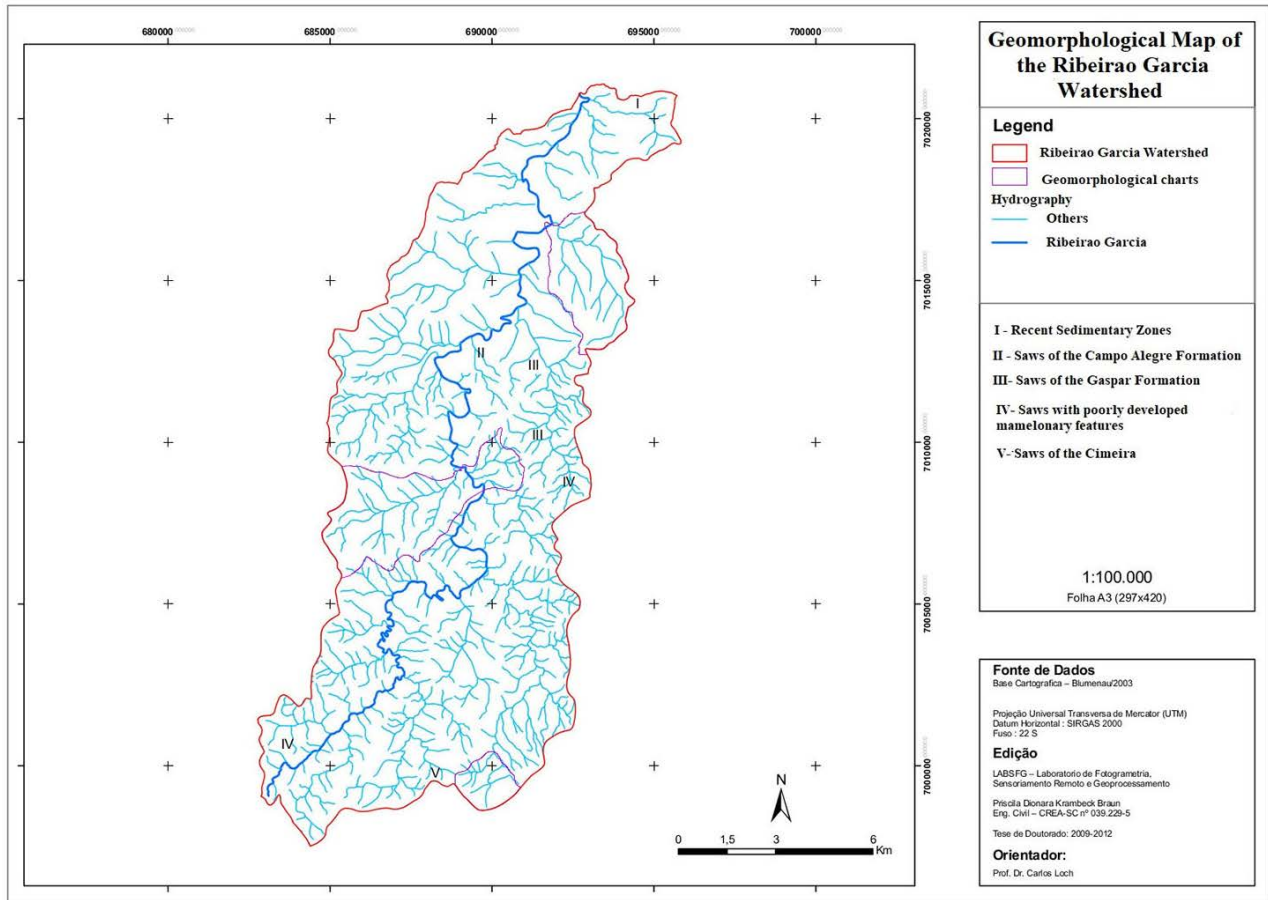 680000
685000
690000
695000
700000
I
II
III
III
IV
IV
V
7020000
7015000
7010000
7005000
7000000
N
0 1,5 3 6
Km
Geomorphological Map of
the Ribeirao Garcia
Watershed
Legend
Ribeirao Garcia Watershed
Geomorphological charts
Hydrography
Others
Ribeirao Garcia
I - Recent Sedimentary Zones
II - Saws of the Campo Alegre Formation
III- Saws of the Gaspar Formation
IV- Saws with poorly developed
mamelonary features
V- Saws of the Cimeira
1:100.000
Folha A3 (297x420)
Fonte de Dados
Base Cartografica – Blumenau/2003
Projeção Universal Transversa de Mercator (UTM)
Datum Horizontal : SIRGAS 2000
Fuso : 22 S
Edição
LABSFG – Laboratorio de Fotogrametria,
Sensoriamento Remoto e Geoprocessamento
Priscila Dionara Krambeck Braun
Eng. Civil – CREA-SC nº 039.229-5
Tese de Doutorado: 2009-2012
Orientador:
Prof. Dr. Carlos Loch